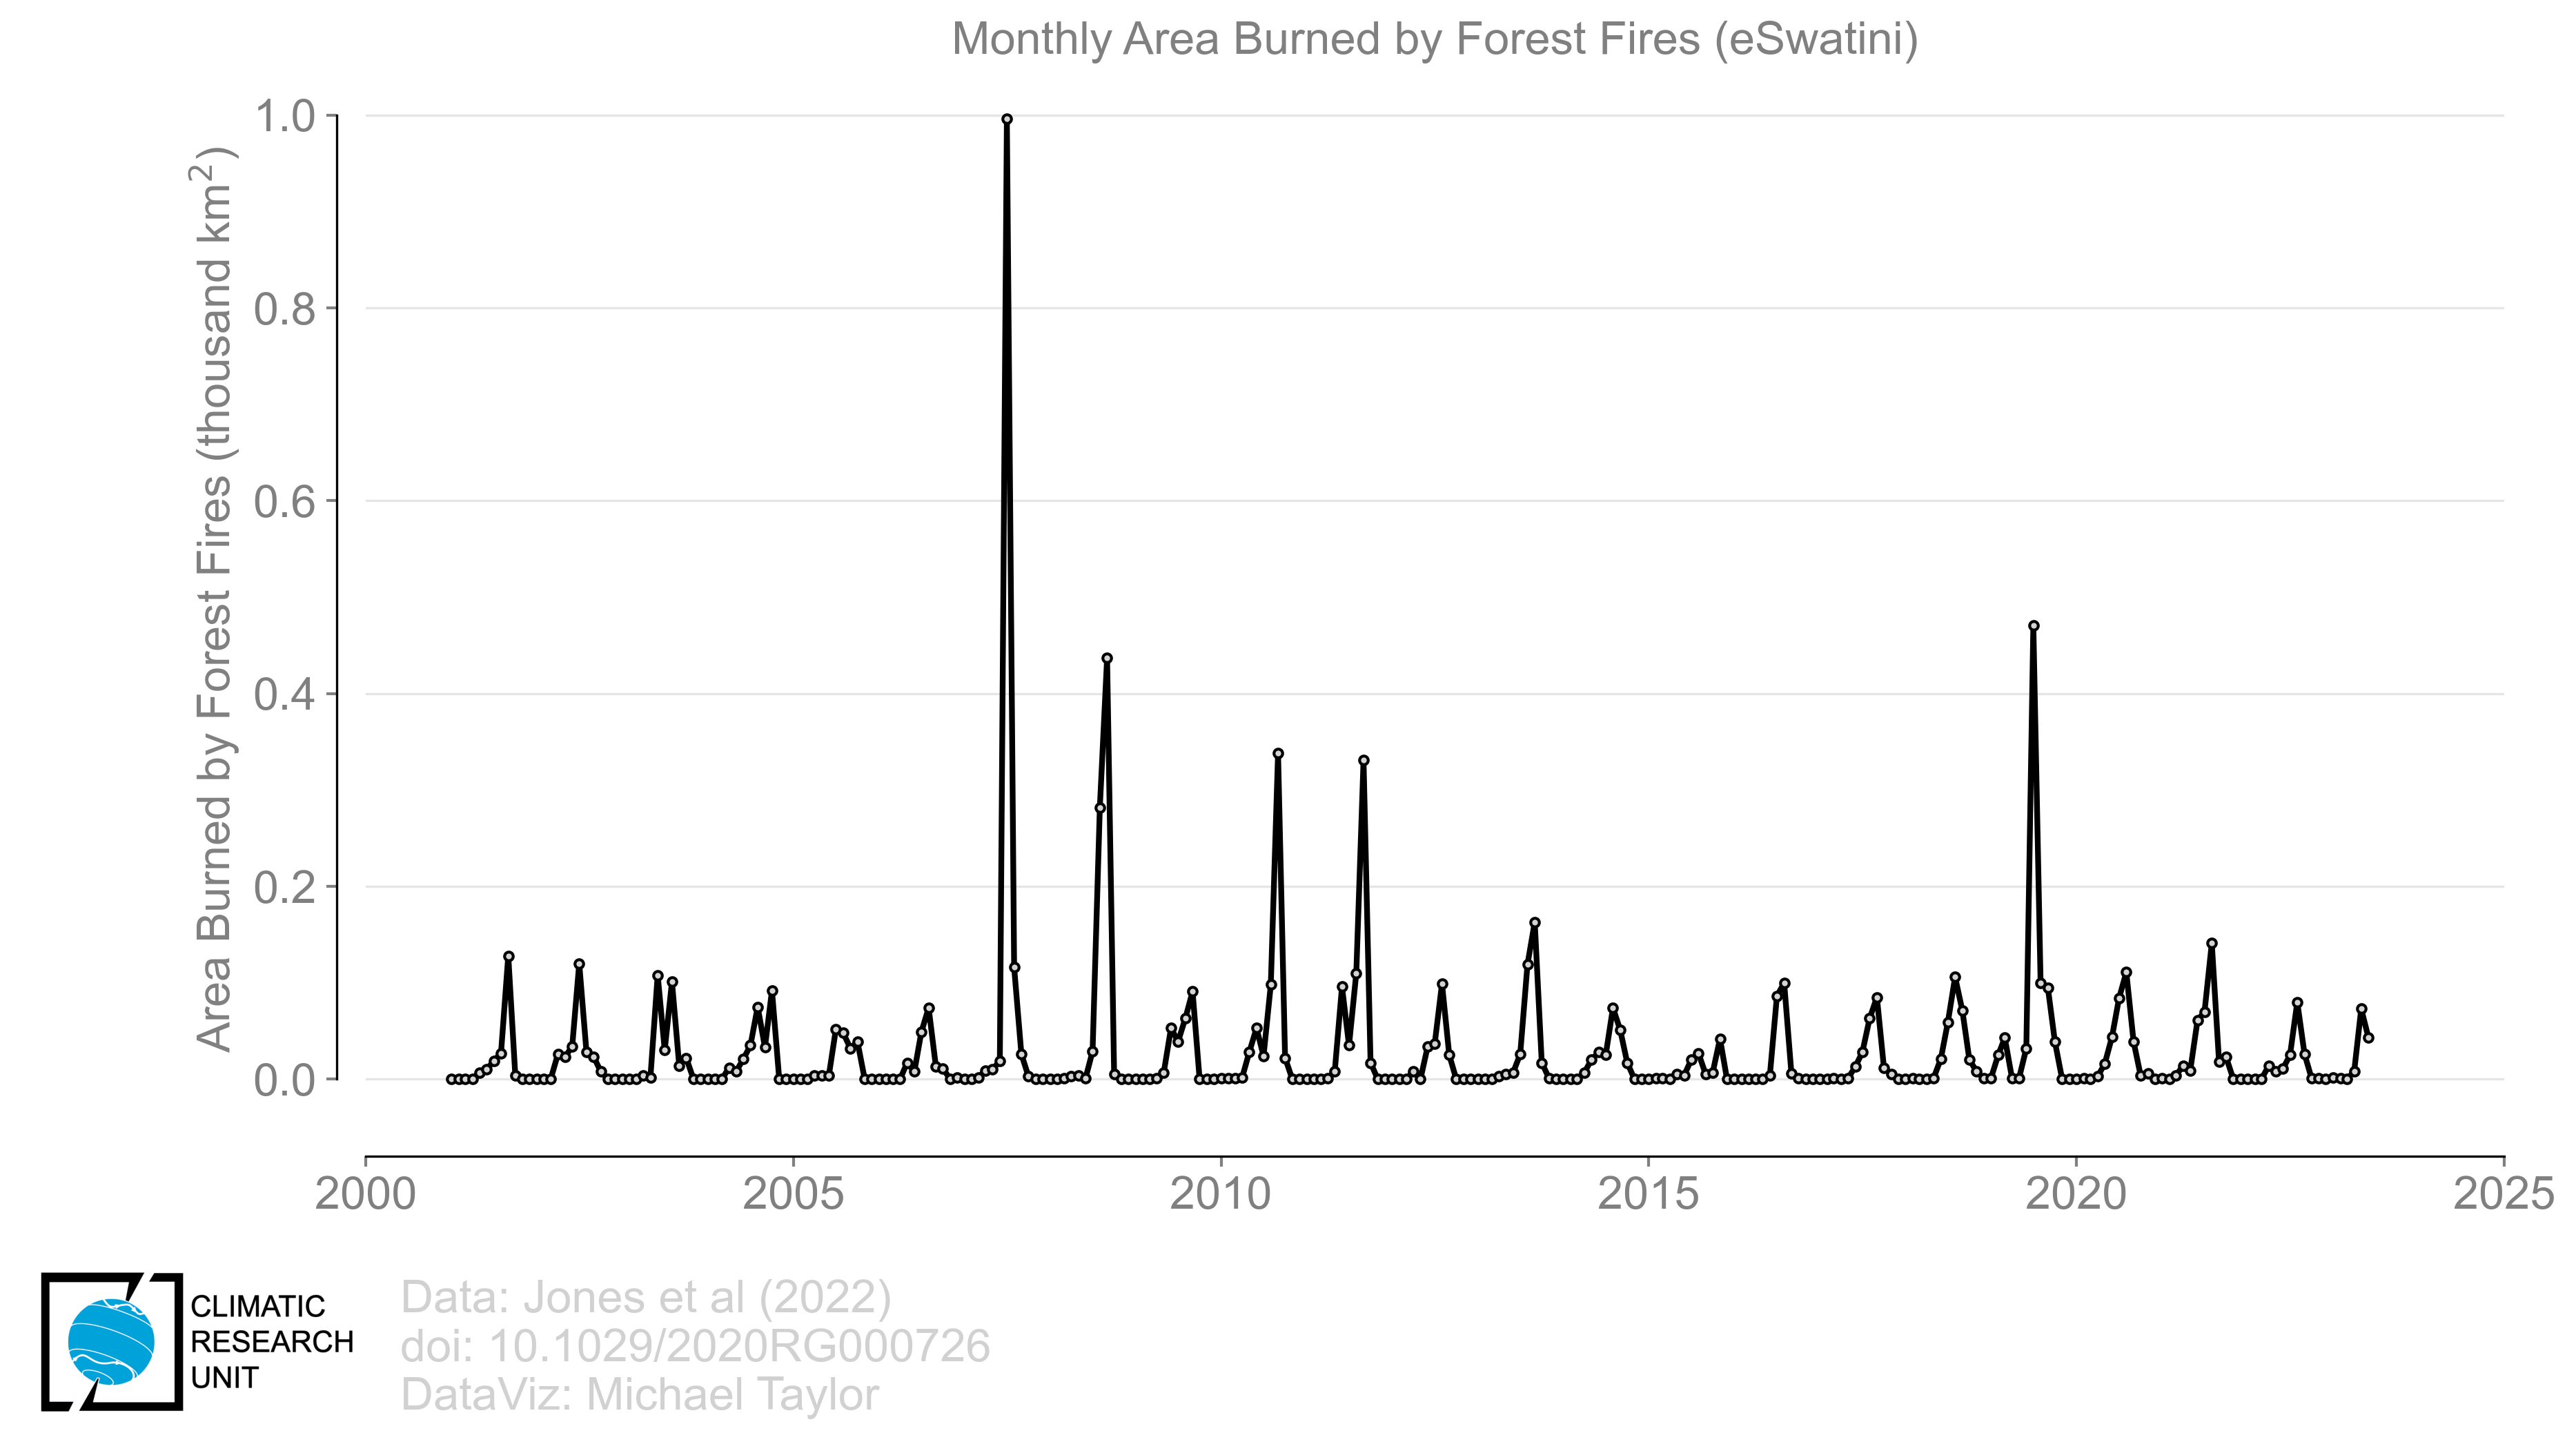 Monthly Area Burned by Forest Fires (eSwatini)
Area Burned by Forest Fires (thousand km²)
1.0
0.8
0.6
0.4
0.2
0.0
2000
2005
2010
2015
2020
2025
CLIMATIC
RESEARCH
UNIT
Data: Jones et al (2022)
doi: 10.1029/2020RG000726
DataViz: Michael Taylor